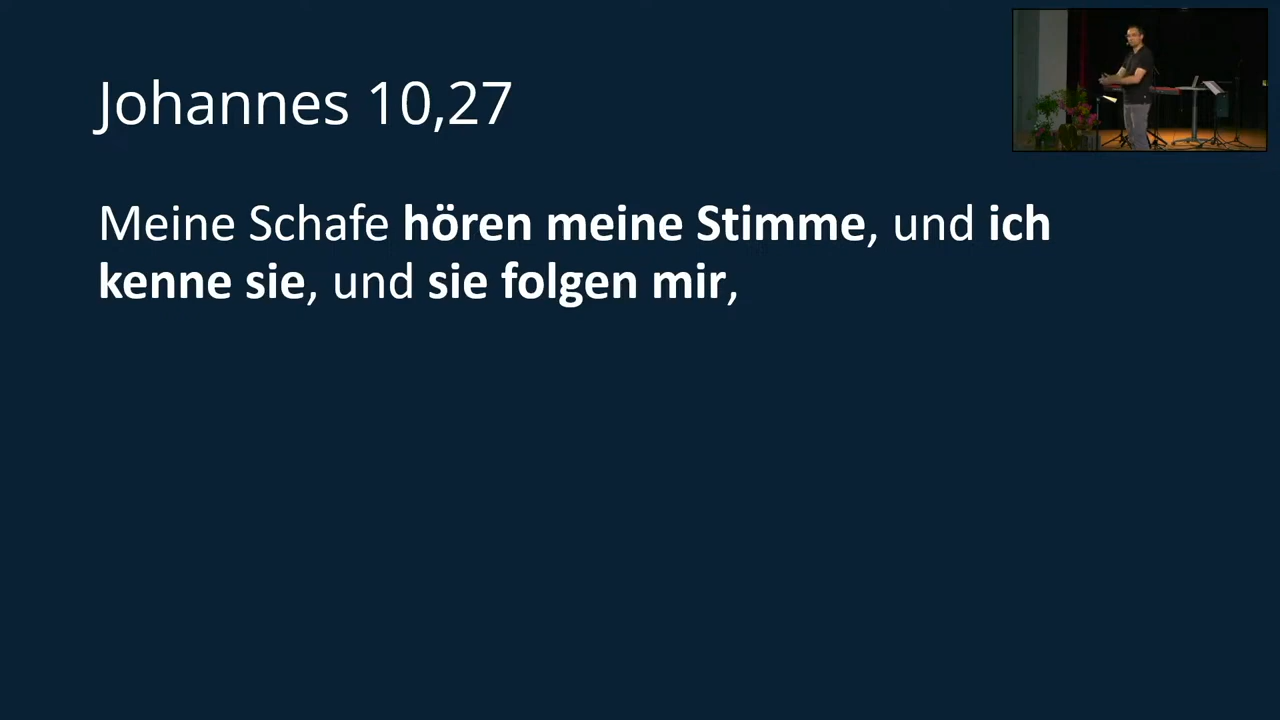 Johannes 10,27
Meine Schafe hören meine Stimme, und ich
kenne sie, und sie folgen mir,